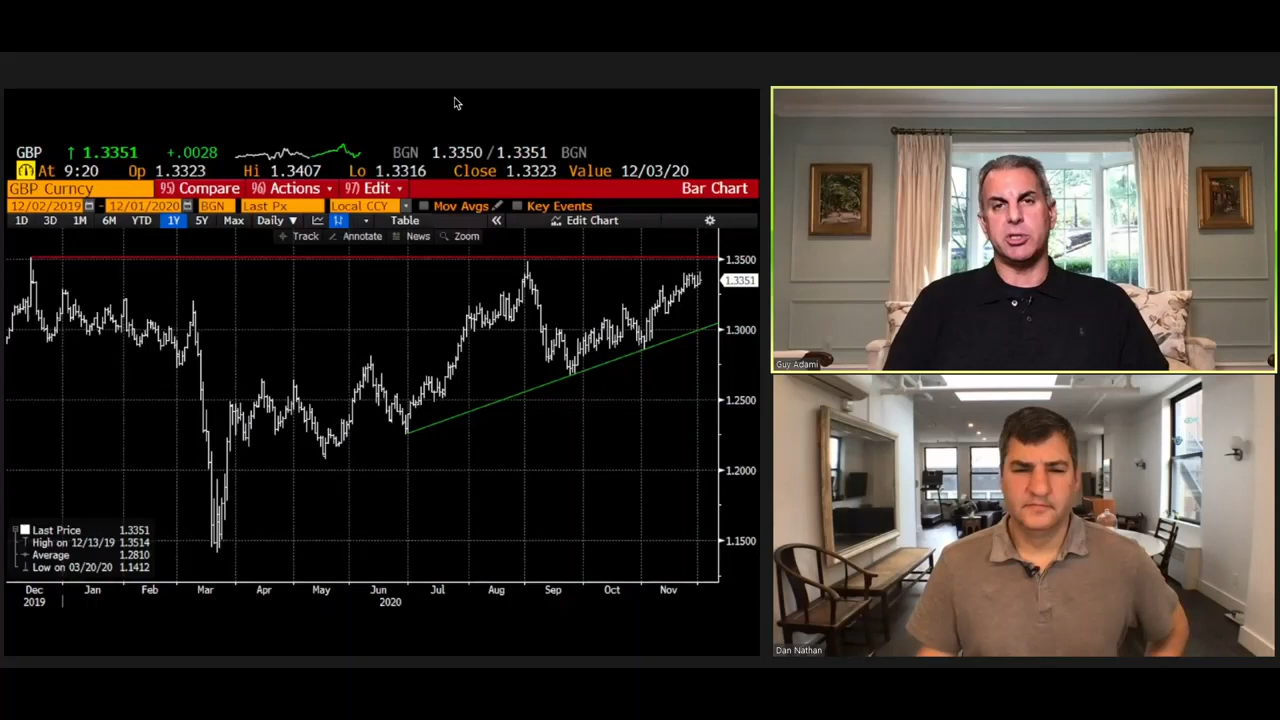 GBP ↑ 1.3351 +.0028 BGN 1.3350 / 1.3351 BGN
At 9:20 Op 1.3323 Hi 1.3407 Lo 1.3316 Close 1.3323 Value 12/03/20
GBP Curncy 95) Compare 96) Actions 97) Edit Bar Chart
12/02/2019 - 12/01/2020 BGN Last Px Local CCY Mov Avgs Key Events
1D 3D 1M 6M YTD 1Y 5Y Max Daily ▼ Table « Edit Chart
Track Annotate News Zoom
1.3500
1.3351
1.3000
1.2500
1.2000
1.1500
Last Price 1.3351
High on 12/13/19 1.3514
Average 1.2810
Low on 03/20/20 1.1412
Dec Jan Feb Mar Apr May Jun Jul Aug Sep Oct Nov
2019 2020
Guy Adami
Dan Nathan